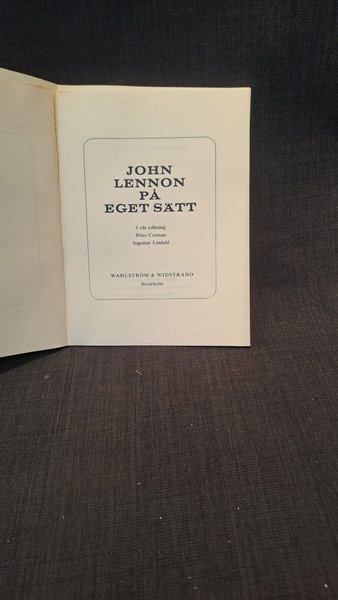 JOHN
LENNON
PÅ
EGET SÄTT
I vår tolkning
Peter Curman
Ingemar Lindahl
WAHLSTRÖM & WIDSTRAND
Stockholm